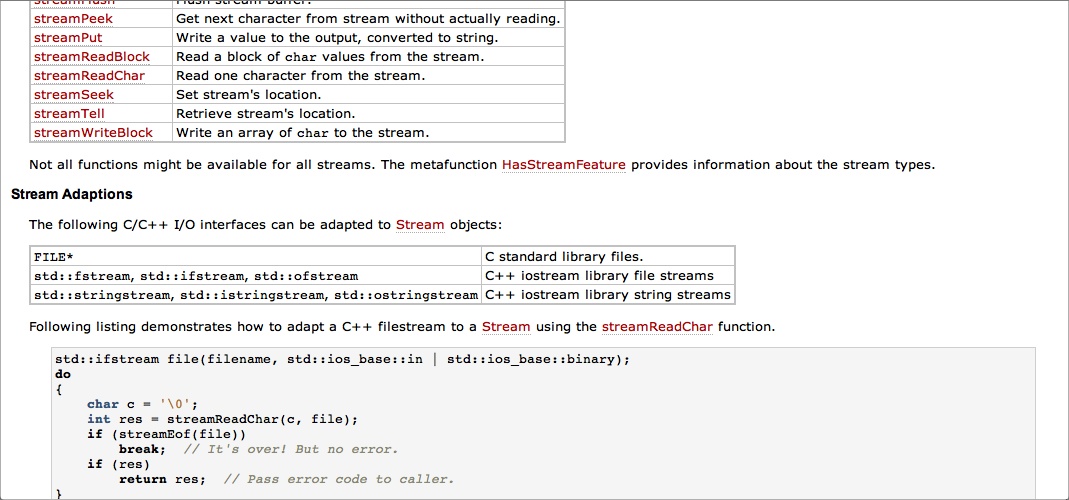 streamPeek Get next character from stream without actually reading.
streamPut Write a value to the output, converted to string.
streamReadBlock Read a block of char values from the stream.
streamReadChar Read one character from the stream.
streamSeek Set stream's location.
streamTell Retrieve stream's location.
streamWriteBlock Write an array of char to the stream.
Not all functions might be available for all streams. The metafunction HasStreamFeature provides information about the stream types.
Stream Adaptions
The following C/C++ I/O interfaces can be adapted to Stream objects:
FILE* C standard library files.
std::fstream, std::ifstream, std::ofstream C++ iostream library file streams
std::stringstream, std::istringstream, std::ostringstream C++ iostream library string streams
Following listing demonstrates how to adapt a C++ filestream to a Stream using the streamReadChar function.
std::ifstream file(filename, std::ios_base::in | std::ios_base::binary);
do
{
    char c = '\0';
    int res = streamReadChar(c, file);
    if (streamEof(file))
        break;  // It's over! But no error.
    if (res)
        return res;  // Pass error code to caller.
}